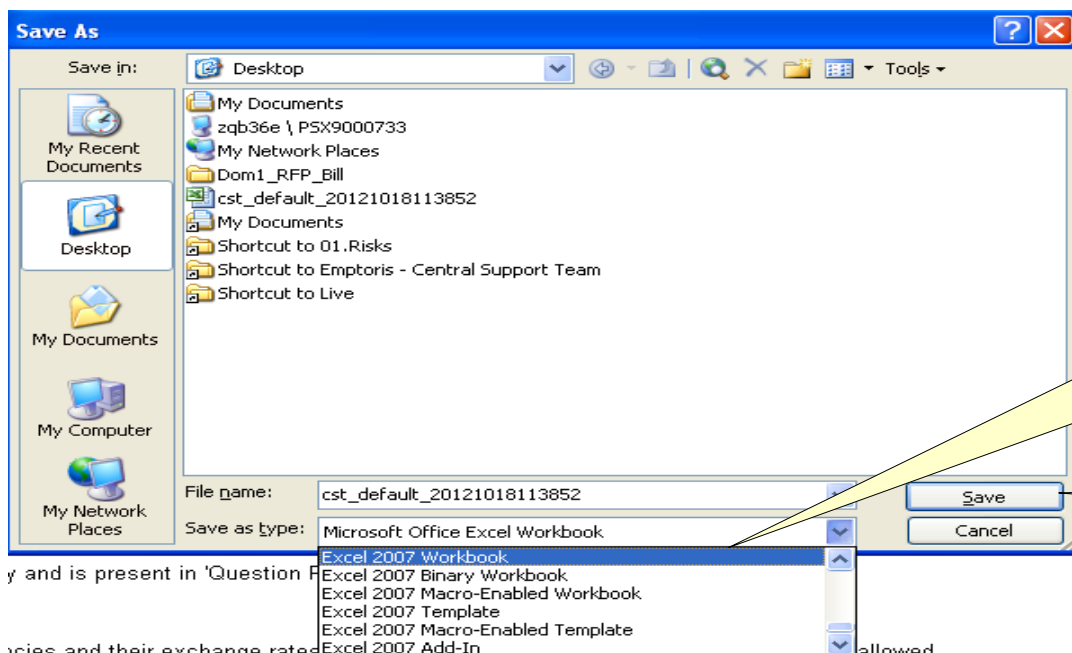 Save As
Save in:
Desktop
Tools
My Recent
Documents
Desktop
My Documents
My Computer
My Network
Places
My Documents
zqb36e \ PSX9000733
My Network Places
Dom1_RFP_Bill
cst_default_20121018113852
My Documents
Shortcut to 01.Risks
Shortcut to Emptoris - Central Support Team
Shortcut to Live
File name:
cst_default_20121018113852
Save
Save as type:
Microsoft Office Excel Workbook
Cancel
Excel 2007 Workbook
Excel 2007 Binary Workbook
Excel 2007 Macro-Enabled Workbook
Excel 2007 Template
Excel 2007 Macro-Enabled Template
Excel 2007 Add-In
y and is present in 'Question
and their exchange rates
allowed